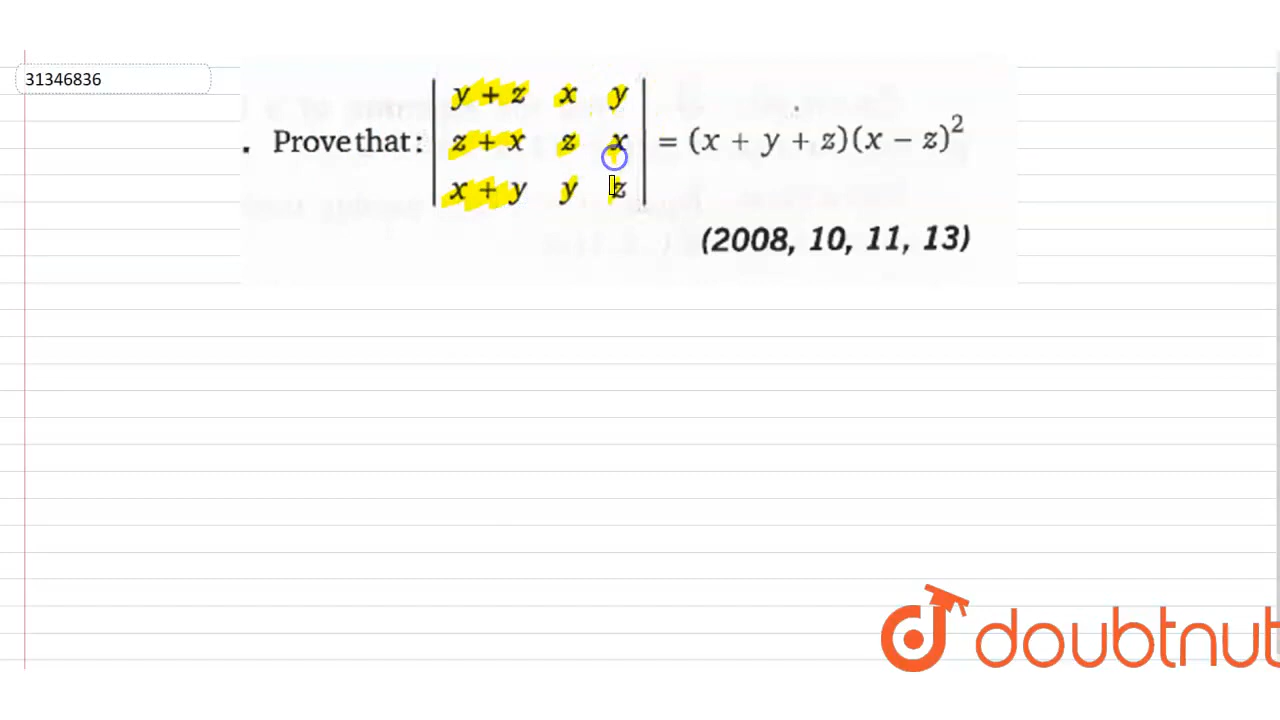 31346836
. Prove that : | y + z x y |
| z + x z x | = (x + y + z)(x − z)²
| x + y y z |
(2008, 10, 11, 13)
doubtnut